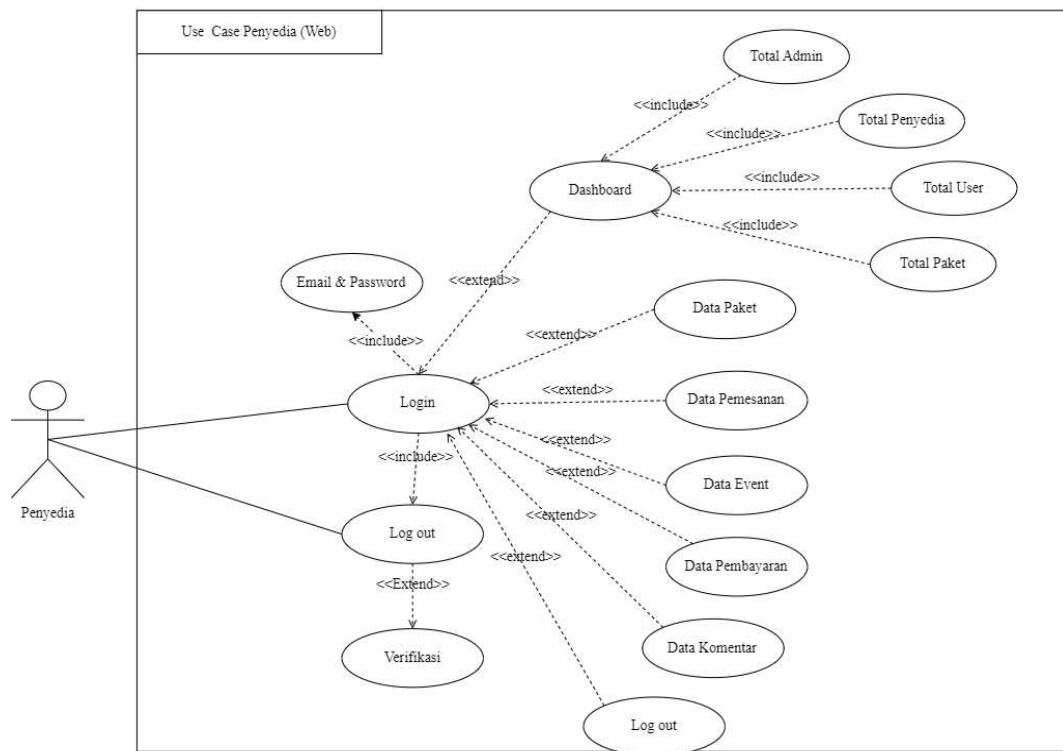 Use Case Penyedia (Web)
Total Admin
<<include>>
Total Penyedia
<<include>>
Dashboard
<<include>>
Total User
<<include>>
Total Paket
Email & Password
<<extend>>
Data Paket
<<include>>
<<extend>>
Login
<<extend>>
Data Pemesanan
<<extend>>
<<include>>
<<extend>>
Data Event
Penyedia
<<extend>>
Log out
<<extend>>
Data Pembayaran
<<Extend>>
Verifikasi
Data Komentar
Log out